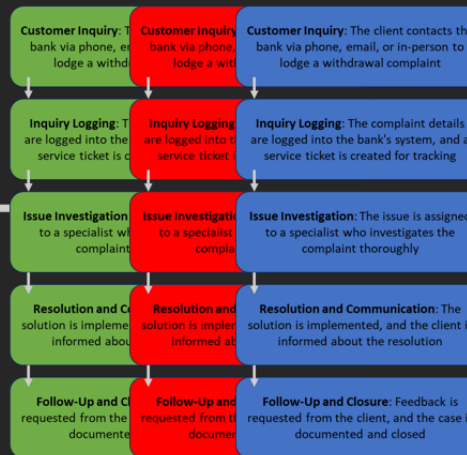 Customer Inquiry: T
bank via phone, e
lodge a withd
Inquiry Logging: T
are logged into the
service ticket is c
Issue Investigation
to a specialist wh
complaint
Resolution and Co
solution is impleme
informed abou
Follow-Up and Cl
requested from the
documente
Customer Inquiry:
bank via phone,
lodge a with
Inquiry Logging:
are logged into t
service ticket i
Issue Investigati
to a specialist
compla
Resolution and
solution is imple
informed ab
Follow-Up and
requested from t
documen
Customer Inquiry: The client contacts th
bank via phone, email, or in-person to
lodge a withdrawal complaint
Inquiry Logging: The complaint details
are logged into the bank's system, and a
service ticket is created for tracking
Issue Investigation: The issue is assigned
to a specialist who investigates the
complaint thoroughly
Resolution and Communication: The
solution is implemented, and the client i
informed about the resolution
Follow-Up and Closure: Feedback is
requested from the client, and the case i
documented and closed